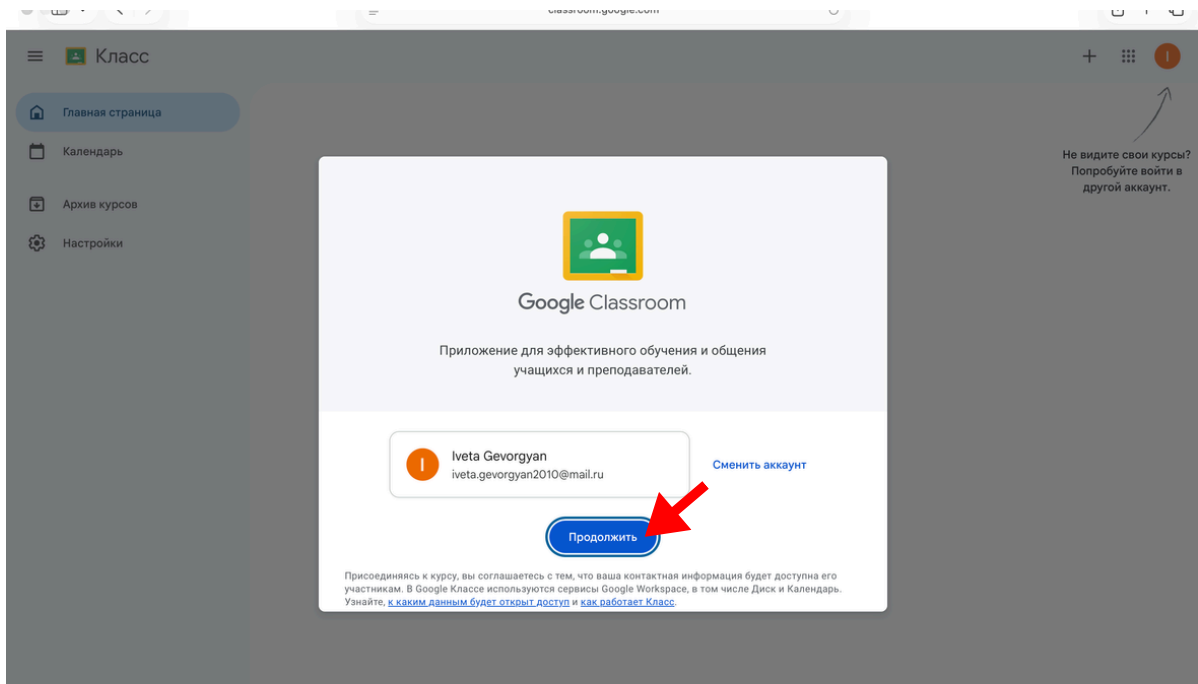 classroom.google.com
Класс
I
Главная страница
Календарь
Архив курсов
Настройки
Не видите свои курсы?
Попробуйте войти в
другой аккаунт.
Google Classroom
Приложение для эффективного обучения и общения
учащихся и преподавателей.
I
Iveta Gevorgyan
iveta.gevorgyan2010@mail.ru
Сменить аккаунт
Продолжить
Присоединяясь к курсу, вы соглашаетесь с тем, что ваша контактная информация будет доступна его
участникам. В Google Классе используются сервисы Google Workspace, в том числе Диск и Календарь.
Узнайте, к каким данным будет открыт доступ и как работает Класс.